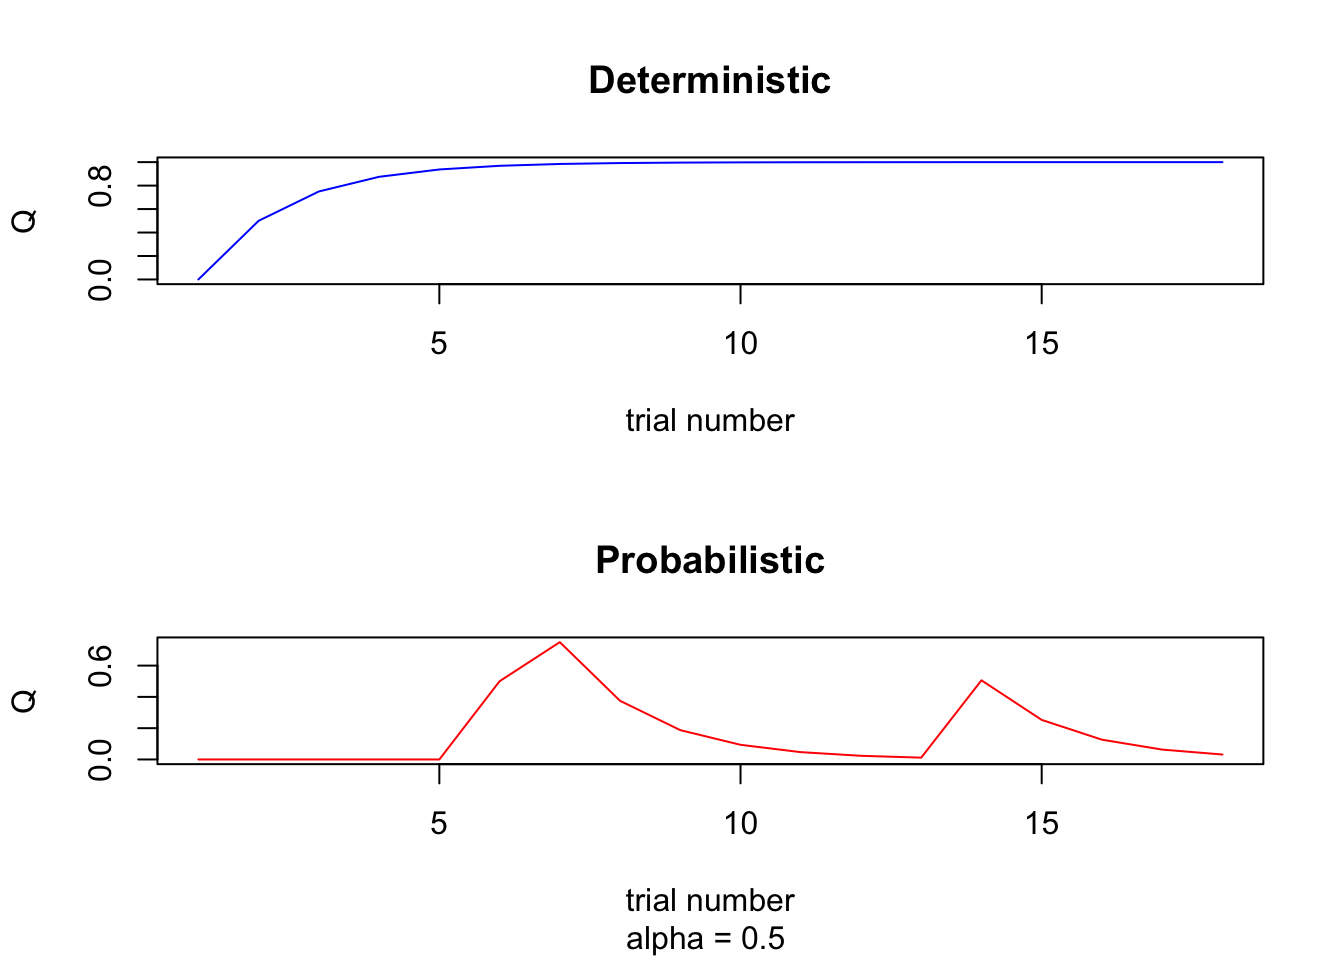 Deterministic
Q
0.8
0.0
5 10 15
trial number
Probabilistic
Q
0.6
0.0
5 10 15
trial number
alpha = 0.5